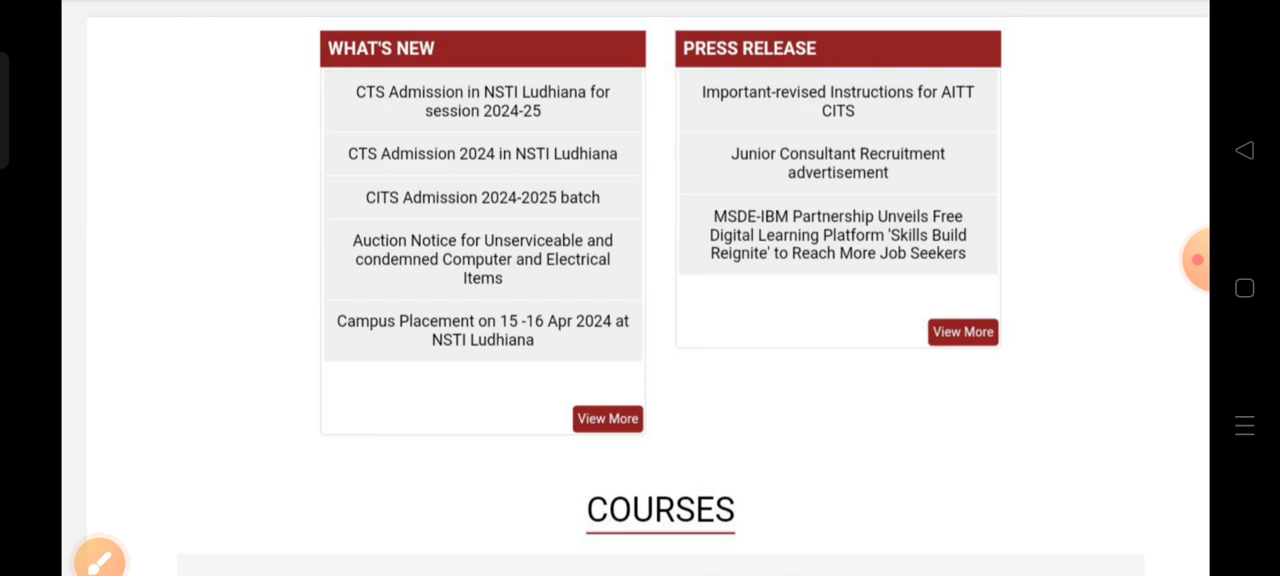 WHAT'S NEW
CTS Admission in NSTI Ludhiana for
session 2024-25
CTS Admission 2024 in NSTI Ludhiana
CITS Admission 2024-2025 batch
Auction Notice for Unserviceable and
condemned Computer and Electrical
Items
Campus Placement on 15 -16 Apr 2024 at
NSTI Ludhiana
View More
PRESS RELEASE
Important-revised Instructions for AITT
CITS
Junior Consultant Recruitment
advertisement
MSDE-IBM Partnership Unveils Free
Digital Learning Platform 'Skills Build
Reignite' to Reach More Job Seekers
View More
COURSES